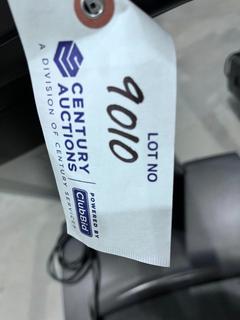 CENTURY
AUCTIONS
A DIVISION OF CENTURY SERVICES
POWERED BY
ClubBid
LOT NO
9010